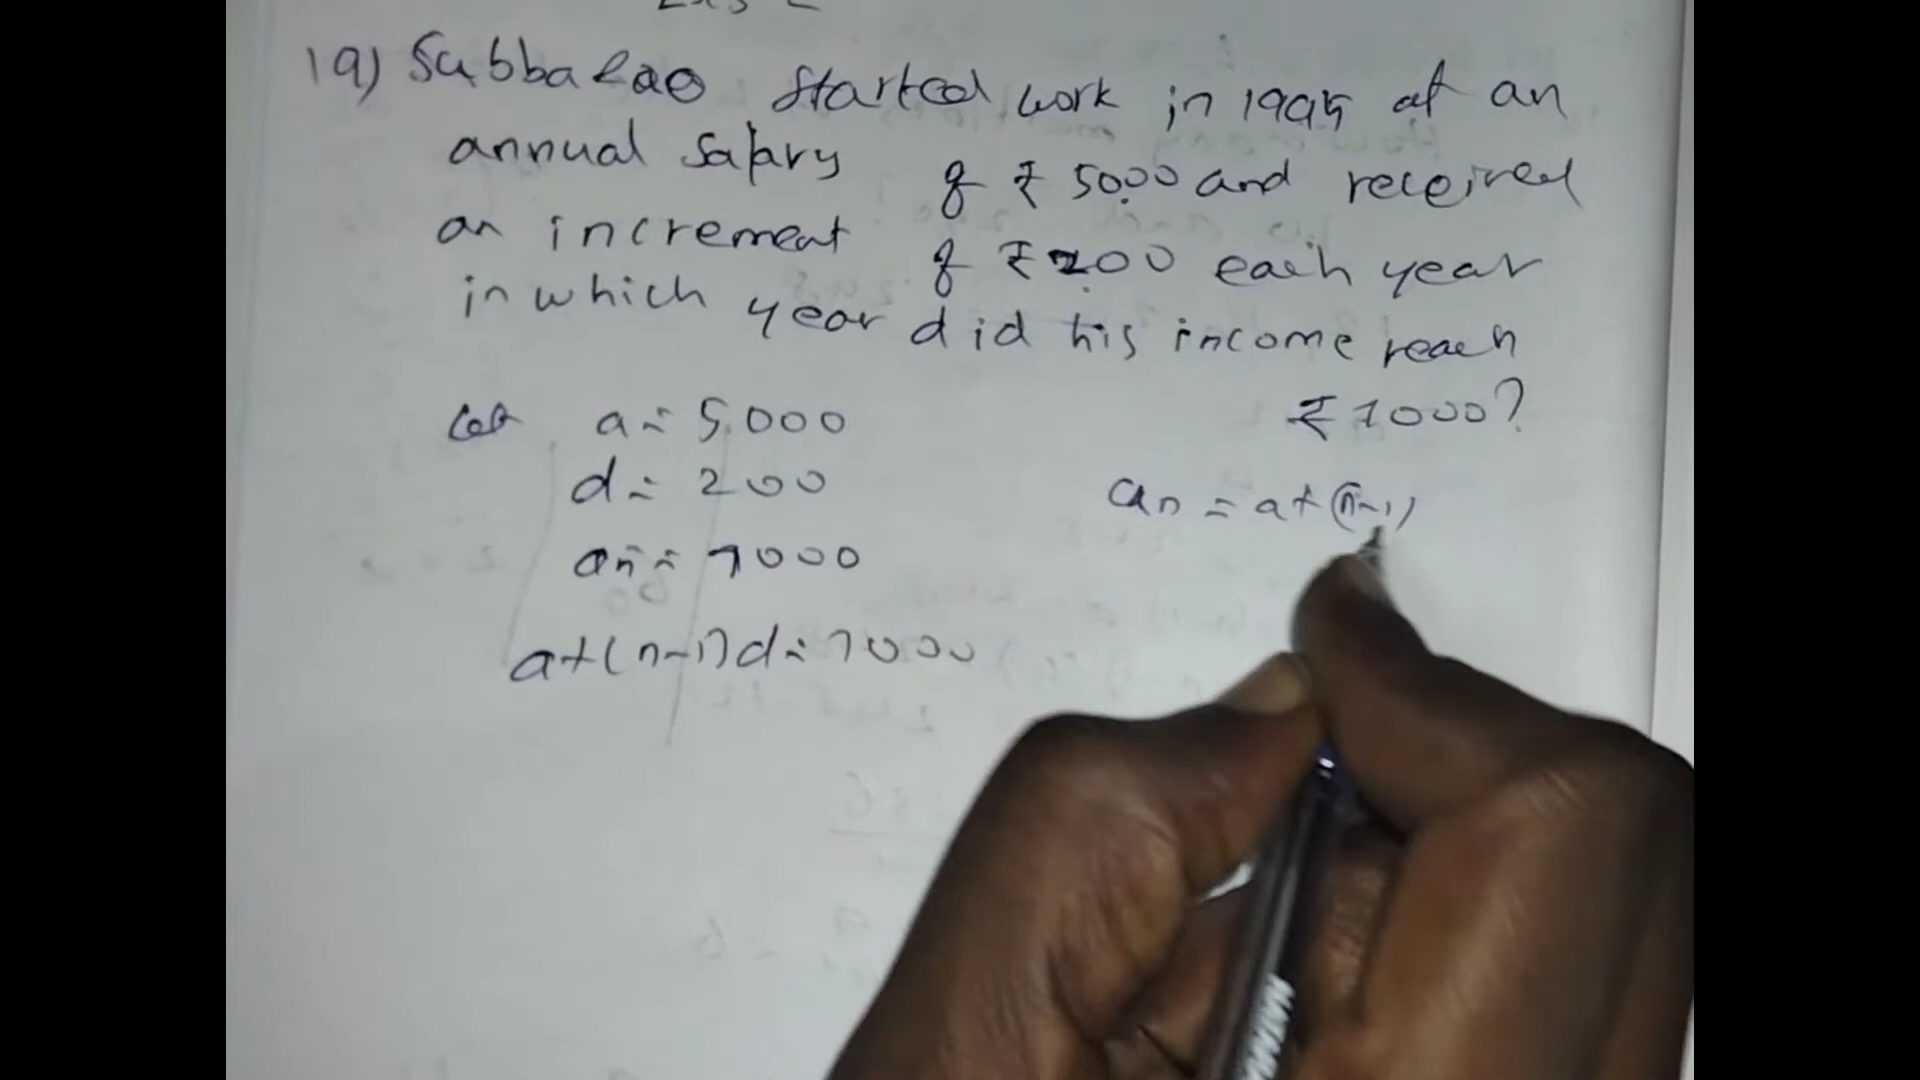 19) Subbarao started work in 1995 at an
annual salary of ₹ 5000 and received
an increment of ₹ 200 each year
in which year did his income reach
₹ 7000?
Let a = 5000
d = 200
an = 7000
a+(n-1)d = 7000
an = a+(n-1)